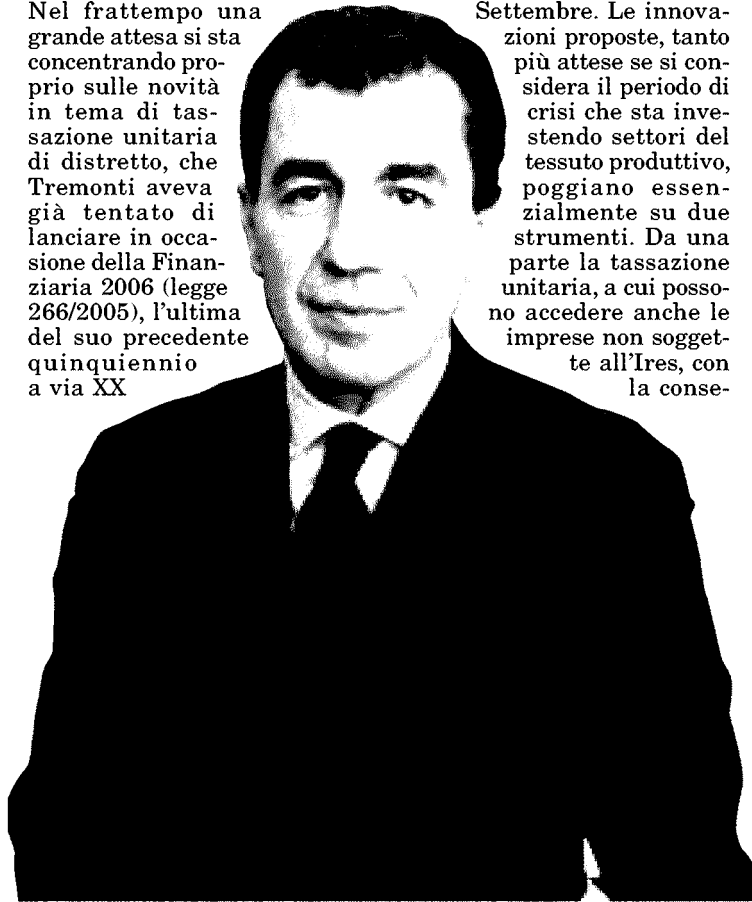 Nel frattempo una
grande attesa si sta
concentrando pro-
prio sulle novità
in tema di tas-
sazione unitaria
di distretto, che
Tremonti aveva
già tentato di
lanciare in occa-
sione della Finan-
ziaria 2006 (legge
266/2005), l'ultima
del suo precedente
quinquiennio
a via XX
Settembre. Le innova-
zioni proposte, tanto
più attese se si con-
sidera il periodo di
crisi che sta inve-
stendo settori del
tessuto produttivo,
poggiano essen-
zialmente su due
strumenti. Da una
parte la tassazione
unitaria, a cui posso-
no accedere anche le
imprese non sogget-
te all'Ires, con
la conse-